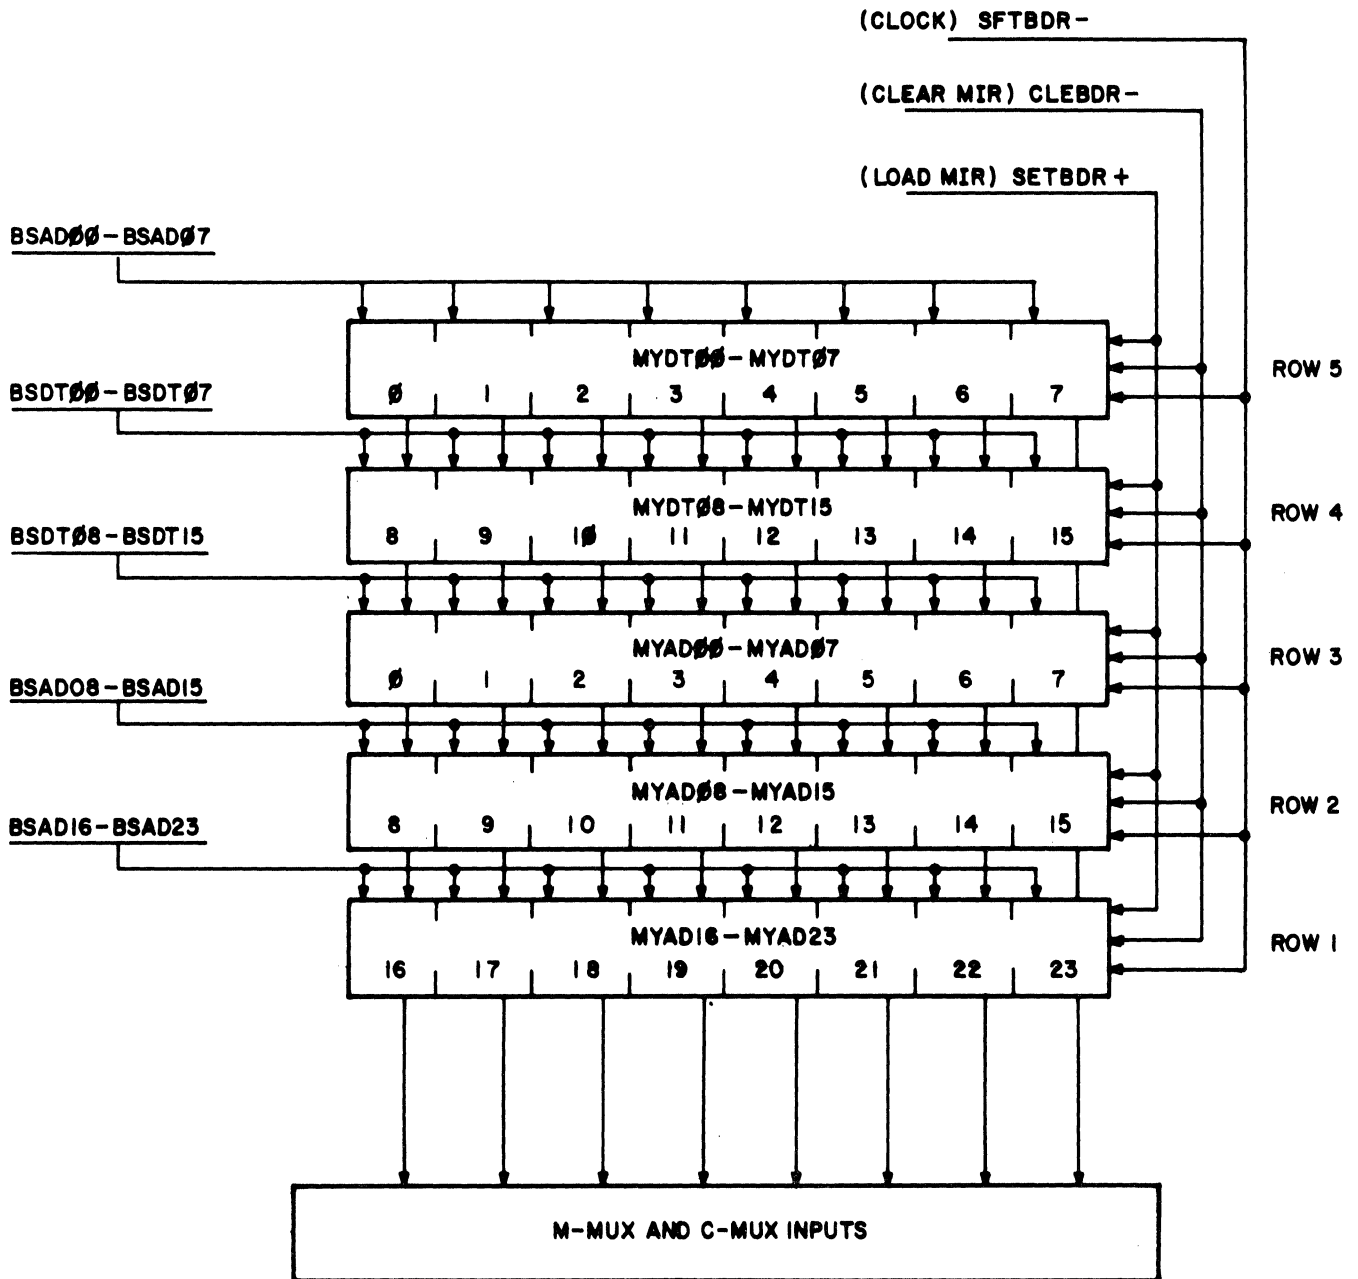 (CLOCK) SFTBDR-
(CLEAR MIR) CLEBDR-
(LOAD MIR) SETBDR+
BSADØØ-BSADØ7
MYDTØØ-MYDTØ7
Ø 1 2 3 4 5 6 7
ROW 5
BSDTØØ-BSDTØ7
MYDTØ8-MYDT15
8 9 1Ø 11 12 13 14 15
ROW 4
BSDTØ8-BSDT15
MYADØØ-MYADØ7
Ø 1 2 3 4 5 6 7
ROW 3
BSAD08-BSAD15
MYADØ8-MYAD15
8 9 10 11 12 13 14 15
ROW 2
BSAD16-BSAD23
MYAD16-MYAD23
16 17 18 19 20 21 22 23
ROW 1
M-MUX AND C-MUX INPUTS